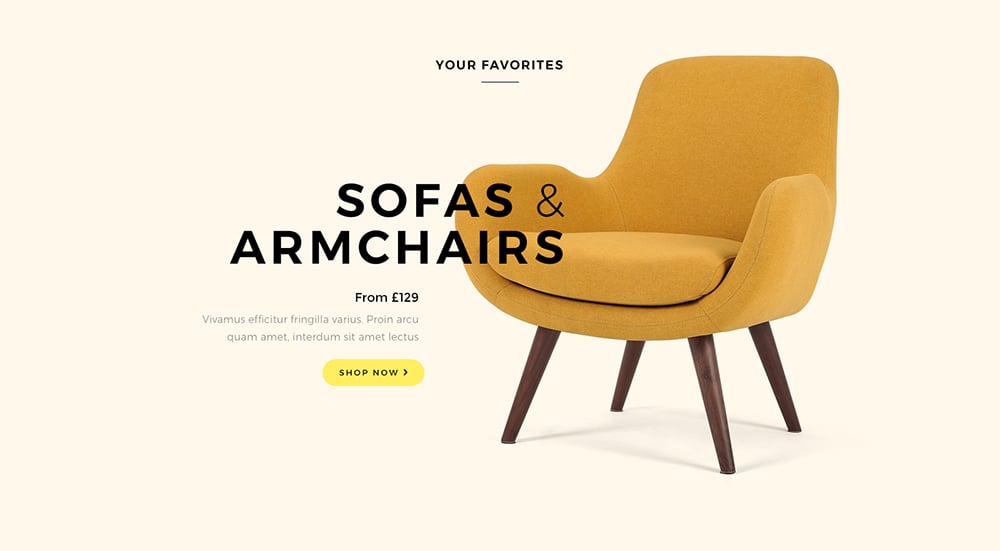 YOUR FAVORITES
SOFAS &
ARMCHAIRS
From £129
Vivamus efficitur fringilla varius. Proin arcu
quam amet, interdum sit amet lectus
SHOP NOW >